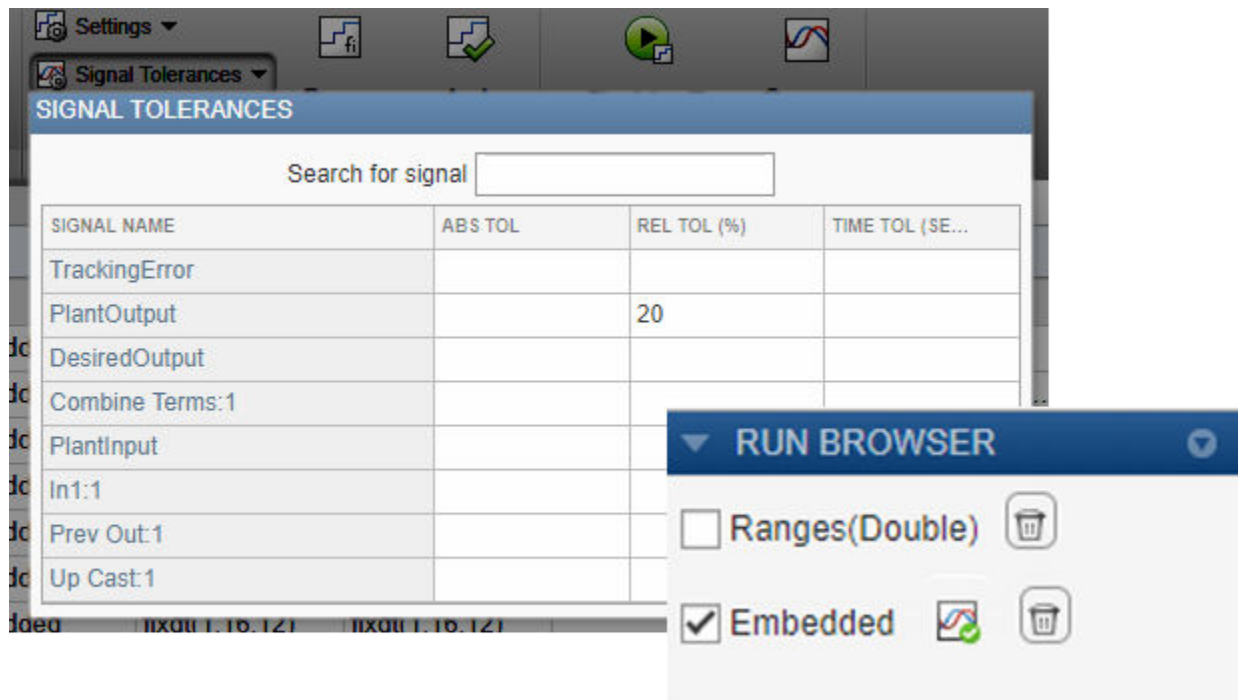 Settings
fi
Signal Tolerances
SIGNAL TOLERANCES
Search for signal
SIGNAL NAME ABS TOL REL TOL (%) TIME TOL (SE...
TrackingError
PlantOutput 20
DesiredOutput
Combine Terms:1
PlantInput
In1:1
Prev Out:1
Up Cast:1
RUN BROWSER
Ranges(Double)
Embedded